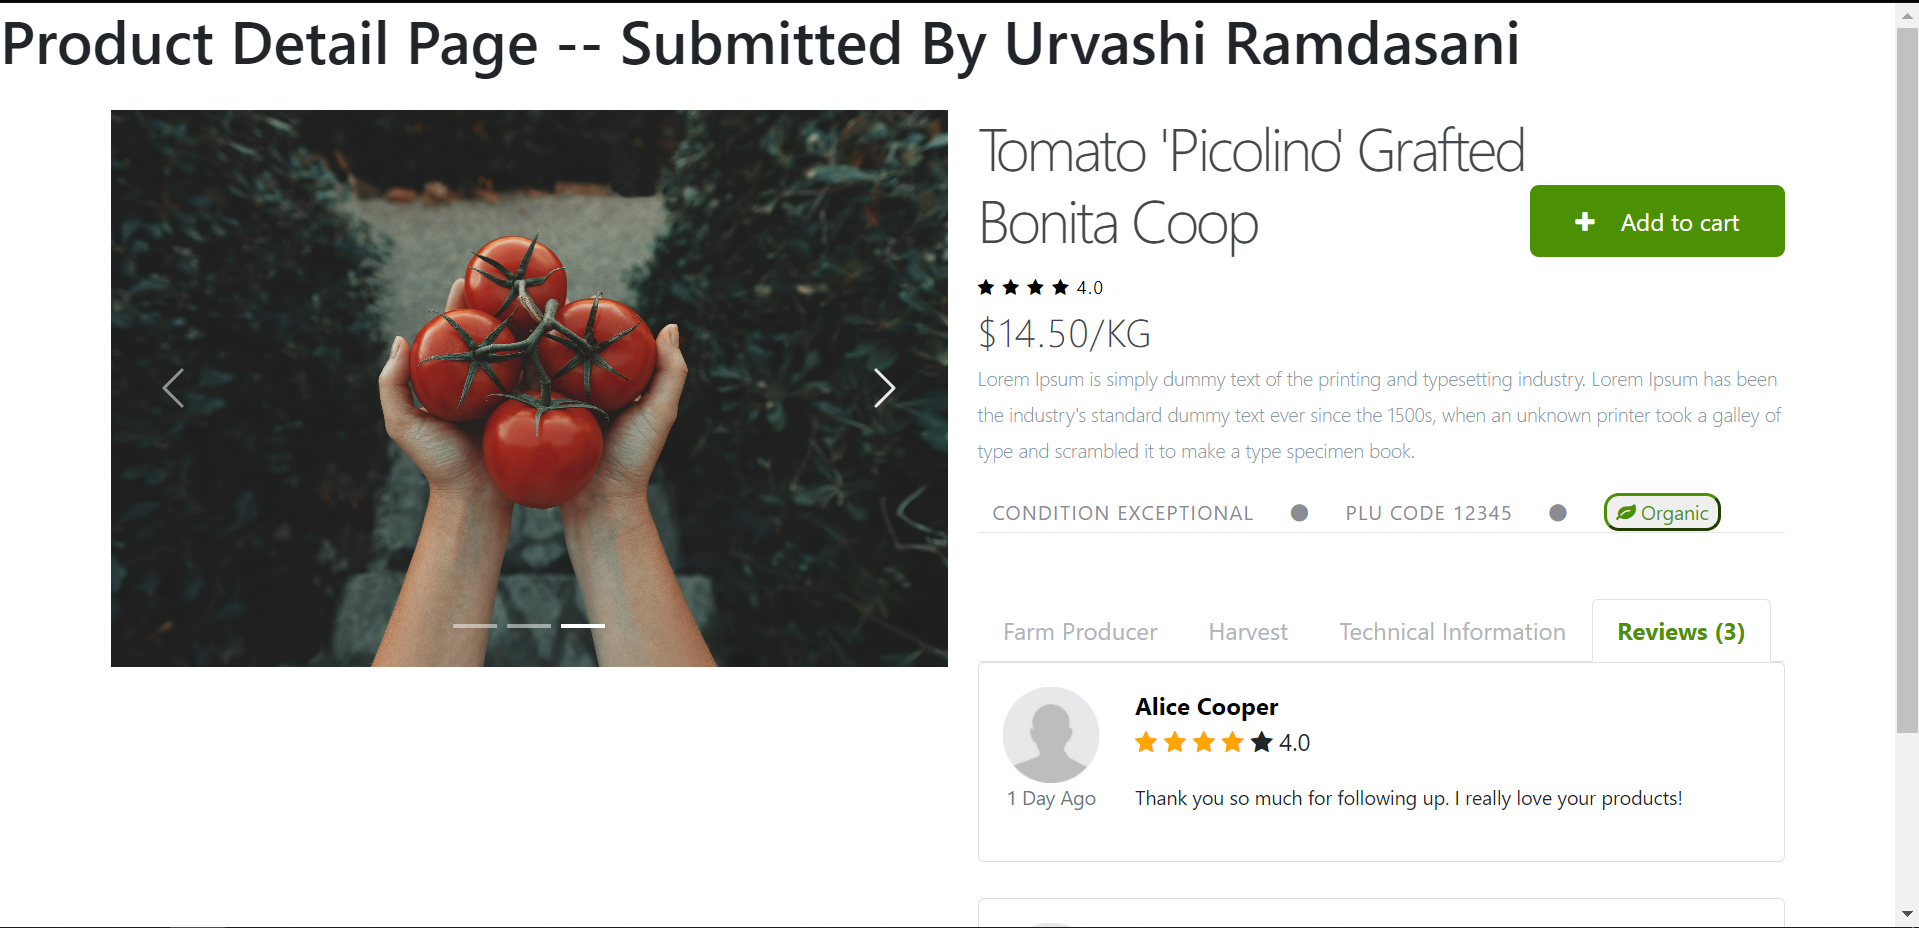 Product Detail Page -- Submitted By Urvashi Ramdasani
Tomato 'Picolino' Grafted
Bonita Coop
Add to cart
4.0
$14.50/KG
Lorem Ipsum is simply dummy text of the printing and typesetting industry. Lorem Ipsum has been
the industry's standard dummy text ever since the 1500s, when an unknown printer took a galley of
type and scrambled it to make a type specimen book.
CONDITION EXCEPTIONAL ● PLU CODE 12345 ● Organic
Farm Producer Harvest Technical Information Reviews (3)
Alice Cooper
4.0
1 Day Ago
Thank you so much for following up. I really love your products!